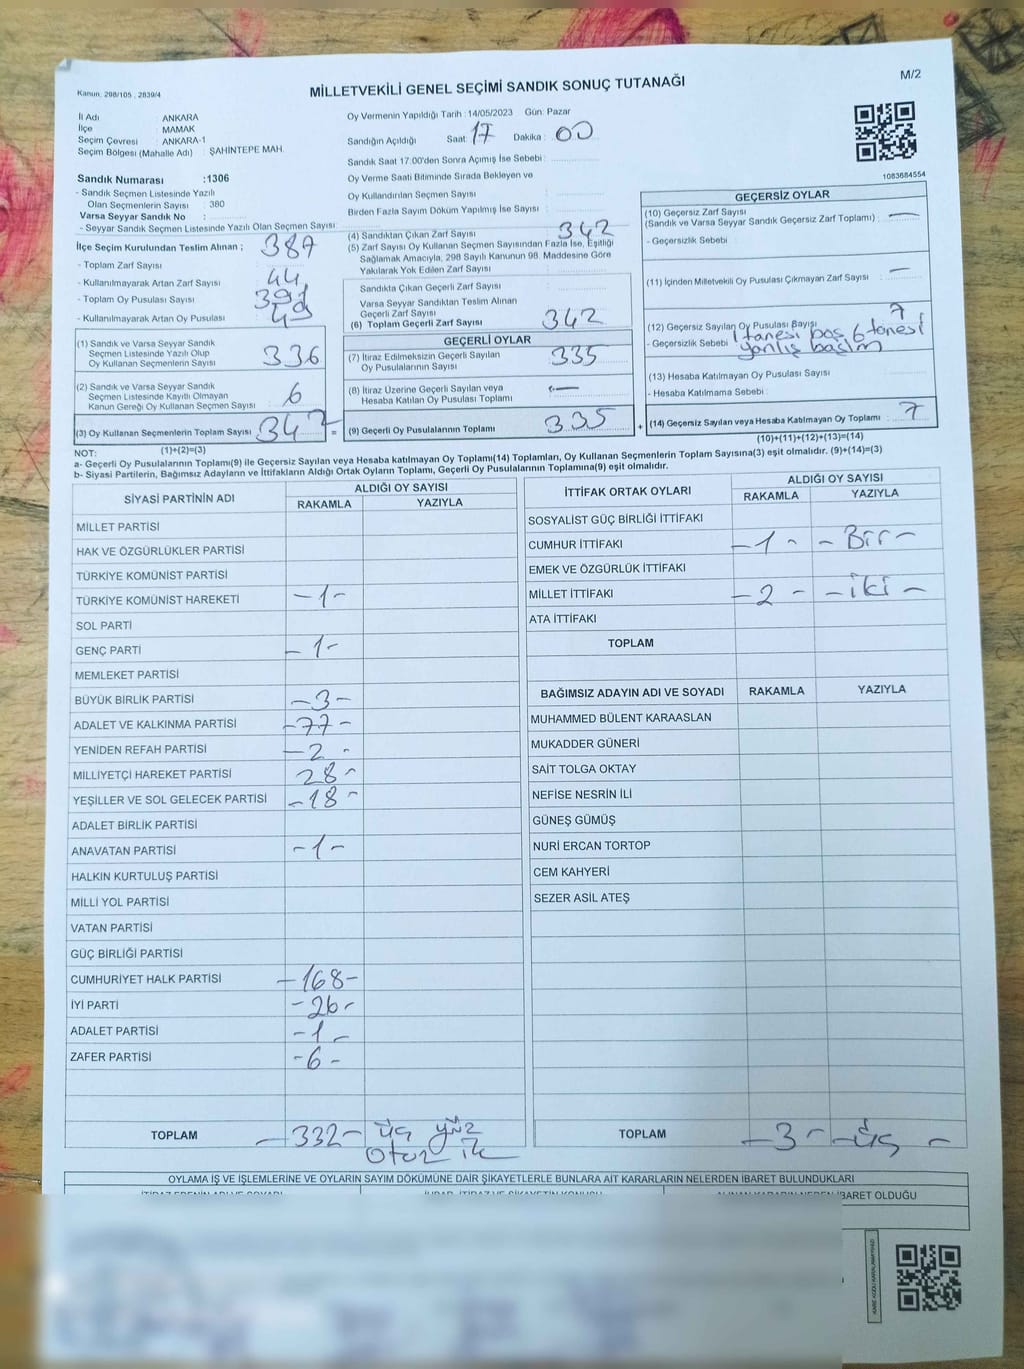 Kanun, 298/105 , 2839/4
MİLLETVEKİLİ GENEL SEÇİMİ SANDIK SONUÇ TUTANAĞI
M/2
İl Adı : ANKARA
İlçe : MAMAK
Seçim Çevresi : ANKARA-1
Seçim Bölgesi (Mahalle Adı) : ŞAHİNTEPE MAH.
Sandık Numarası :1306
- Sandık Seçmen Listesinde Yazılı
Olan Seçmenlerin Sayısı : 380
Varsa Seyyar Sandık No :
- Seyyar Sandık Seçmen Listesinde Yazılı Olan Seçmen Sayısı:
İlçe Seçim Kurulundan Teslim Alınan ;
- Toplam Zarf Sayısı : 387
- Kullanılmayarak Artan Zarf Sayısı : 44
- Toplam Oy Pusulası Sayısı : 391
- Kullanılmayarak Artan Oy Pusulası : 49
(1) Sandık ve Varsa Seyyar Sandık
Seçmen Listesinde Yazılı Olup
Oy Kullanan Seçmenlerin Sayısı : 336
(2) Sandık ve Varsa Seyyar Sandık
Seçmen Listesinde Kayıtlı Olmayan
Kanun Gereği Oy Kullanan Seçmen Sayısı : 6
(3) Oy Kullanan Seçmenlerin Toplam Sayısı 342 =
(1)+(2)=(3)
Oy Vermenin Yapıldığı Tarih : 14/05/2023 Gün: Pazar
Sandığın Açıldığı Saat: 17 Dakika : 00
Sandık Saat 17.00'den Sonra Açımış İse Sebebi :
Oy Verme Saati Bitiminde Sırada Bekleyen ve
Oy Kullandırılan Seçmen Sayısı :
Birden Fazla Sayım Döküm Yapılmış İse Sayısı :
(4) Sandıktan Çıkan Zarf Sayısı : 342
(5) Zarf Sayısı Oy Kullanan Seçmen Sayısından Fazla İse, Eşitliği
Sağlamak Amacıyla, 298 Sayılı Kanunun 98. Maddesine Göre
Yakılarak Yok Edilen Zarf Sayısı :
Sandıkta Çıkan Geçerli Zarf Sayısı :
Varsa Seyyar Sandıktan Teslim Alınan
Geçerli Zarf Sayısı :
(6) Toplam Geçerli Zarf Sayısı : 342
GEÇERLİ OYLAR
(7) İtiraz Edilmeksizin Geçerli Sayılan
Oy Pusulalarının Sayısı : 335
(8) İtiraz Üzerine Geçerli Sayılan veya
Hesaba Katılan Oy Pusulası Toplamı : —
(9) Geçerli Oy Pusulalarının Toplamı : 335 +
1083684554
GEÇERSİZ OYLAR
(10) Geçersiz Zarf Sayısı
(Sandık ve Varsa Seyyar Sandık Geçersiz Zarf Toplamı) : —
- Geçersizlik Sebebi :
(11) İçinden Milletvekili Oy Pusulası Çıkmayan Zarf Sayısı : —
(12) Geçersiz Sayılan Oy Pusulası Sayısı : 7
- Geçersizlik Sebebi : 1 tanesi boş 6 tanesi
yanlış basım
(13) Hesaba Katılmayan Oy Pusulası Sayısı :
- Hesaba Katılmama Sebebi :
(14) Geçersiz Sayılan veya Hesaba Katılmayan Oy Toplamı : 7
(10)+(11)+(12)+(13)=(14)
NOT:
a- Geçerli Oy Pusulalarının Toplamı(9) ile Geçersiz Sayılan veya Hesaba katılmayan Oy Toplamı(14) Toplamları, Oy Kullanan Seçmenlerin Toplam Sayısına(3) eşit olmalıdır. (9)+(14)=(3)
b- Siyasi Partilerin, Bağımsız Adayların ve İttifakların Aldığı Ortak Oyların Toplamı, Geçerli Oy Pusulalarının Toplamına(9) eşit olmalıdır.
SİYASİ PARTİNİN ADI ALDIĞI OY SAYISI
RAKAMLA YAZIYLA
MİLLET PARTİSİ
HAK VE ÖZGÜRLÜKLER PARTİSİ
TÜRKİYE KOMÜNİST PARTİSİ
TÜRKİYE KOMÜNİST HAREKETİ -1-
SOL PARTİ
GENÇ PARTİ -1-
MEMLEKET PARTİSİ
BÜYÜK BİRLİK PARTİSİ -3-
ADALET VE KALKINMA PARTİSİ -77-
YENİDEN REFAH PARTİSİ -2-
MİLLİYETÇİ HAREKET PARTİSİ 28-
YEŞİLLER VE SOL GELECEK PARTİSİ -18-
ADALET BİRLİK PARTİSİ
ANAVATAN PARTİSİ -1-
HALKIN KURTULUŞ PARTİSİ
MİLLİ YOL PARTİSİ
VATAN PARTİSİ
GÜÇ BİRLİĞİ PARTİSİ
CUMHURİYET HALK PARTİSİ -168-
İYİ PARTİ -26-
ADALET PARTİSİ -1-
ZAFER PARTİSİ -6-
TOPLAM -332- üç yüz
otuz ik
İTTİFAK ORTAK OYLARI ALDIĞI OY SAYISI
RAKAMLA YAZIYLA
SOSYALİST GÜÇ BİRLİĞİ İTTİFAKI
CUMHUR İTTİFAKI -1- -Bir-
EMEK VE ÖZGÜRLÜK İTTİFAKI
MİLLET İTTİFAKI -2- -iki-
ATA İTTİFAKI
TOPLAM
BAĞIMSIZ ADAYIN ADI VE SOYADI RAKAMLA YAZIYLA
MUHAMMED BÜLENT KARAASLAN
MUKADDER GÜNERİ
SAİT TOLGA OKTAY
NEFİSE NESRİN İLİ
GÜNEŞ GÜMÜŞ
NURİ ERCAN TORTOP
CEM KAHYERİ
SEZER ASİL ATEŞ
TOPLAM -3- -üç-
OYLAMA İŞ VE İŞLEMLERİNE VE OYLARIN SAYIM DÖKÜMÜNE DAİR ŞİKAYETLERLE BUNLARA AİT KARARLARIN NELERDEN İBARET BULUNDUKLARI
İBARET OLDUĞU